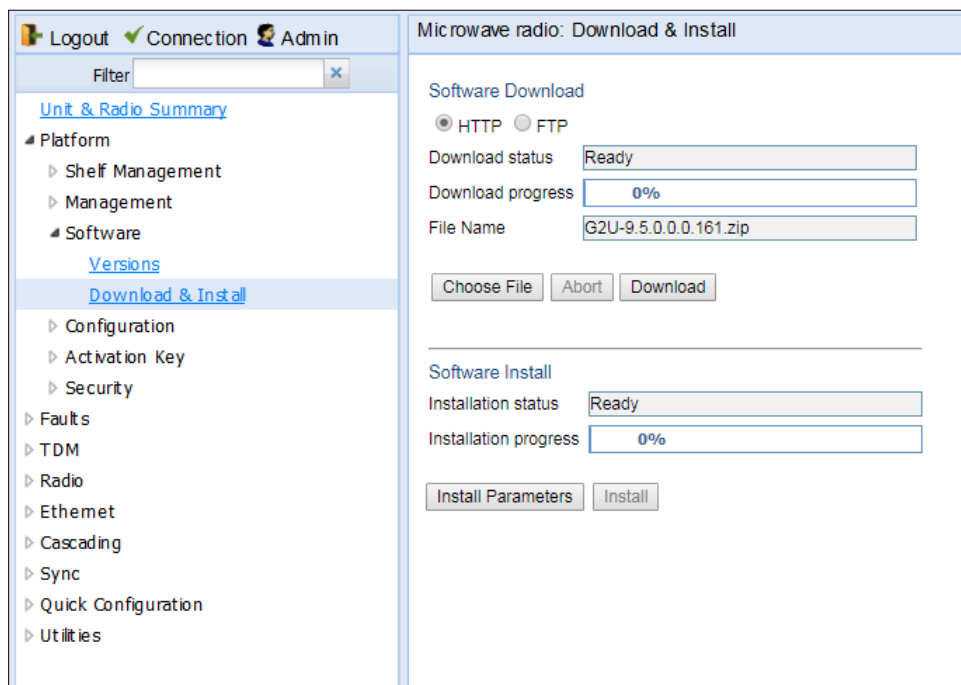 Logout Connection Admin
Filter
Unit & Radio Summary
Platform
Shelf Management
Management
Software
Versions
Download & Install
Configuration
Activation Key
Security
Faults
TDM
Radio
Ethernet
Cascading
Sync
Quick Configuration
Utilities
Microwave radio: Download & Install
Software Download
HTTP FTP
Download status Ready
Download progress 0%
File Name G2U-9.5.0.0.0.161.zip
Choose File Abort Download
Software Install
Installation status Ready
Installation progress 0%
Install Parameters Install